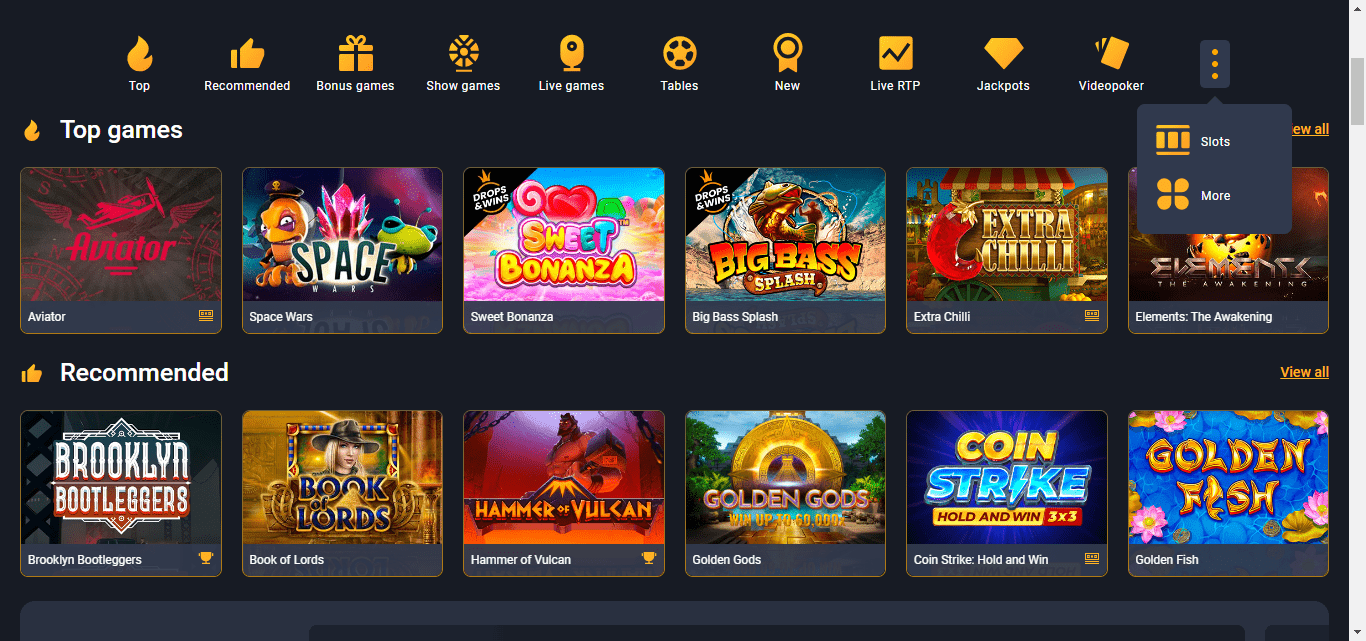 Top
Recommended
Bonus games
Show games
Live games
Tables
New
Live RTP
Jackpots
Videopoker
Slots
More
Top games
ew all
Aviator
SPACE
WARS
DROPS
&WINS
SWEET
BONANZA
TM
DROPS
&WINS
BIG BASS
SPLASH
EXTRA
CHILLI
ELEMENTS
THE AWAKENING
Aviator
Space Wars
Sweet Bonanza
Big Bass Splash
Extra Chilli
Elements: The Awakening
Recommended
View all
BROOKLYN
BOOTLEGGERS
BOOK
of
LORDS
HAMMER OF VULCAN
GOLDEN GODS
WIN UP TO 60,000x
COIN
STRIKE
HOLD AND WIN 3x3
GOLDEN
FISH
Brooklyn Bootleggers
Book of Lords
Hammer of Vulcan
Golden Gods
Coin Strike: Hold and Win
Golden Fish